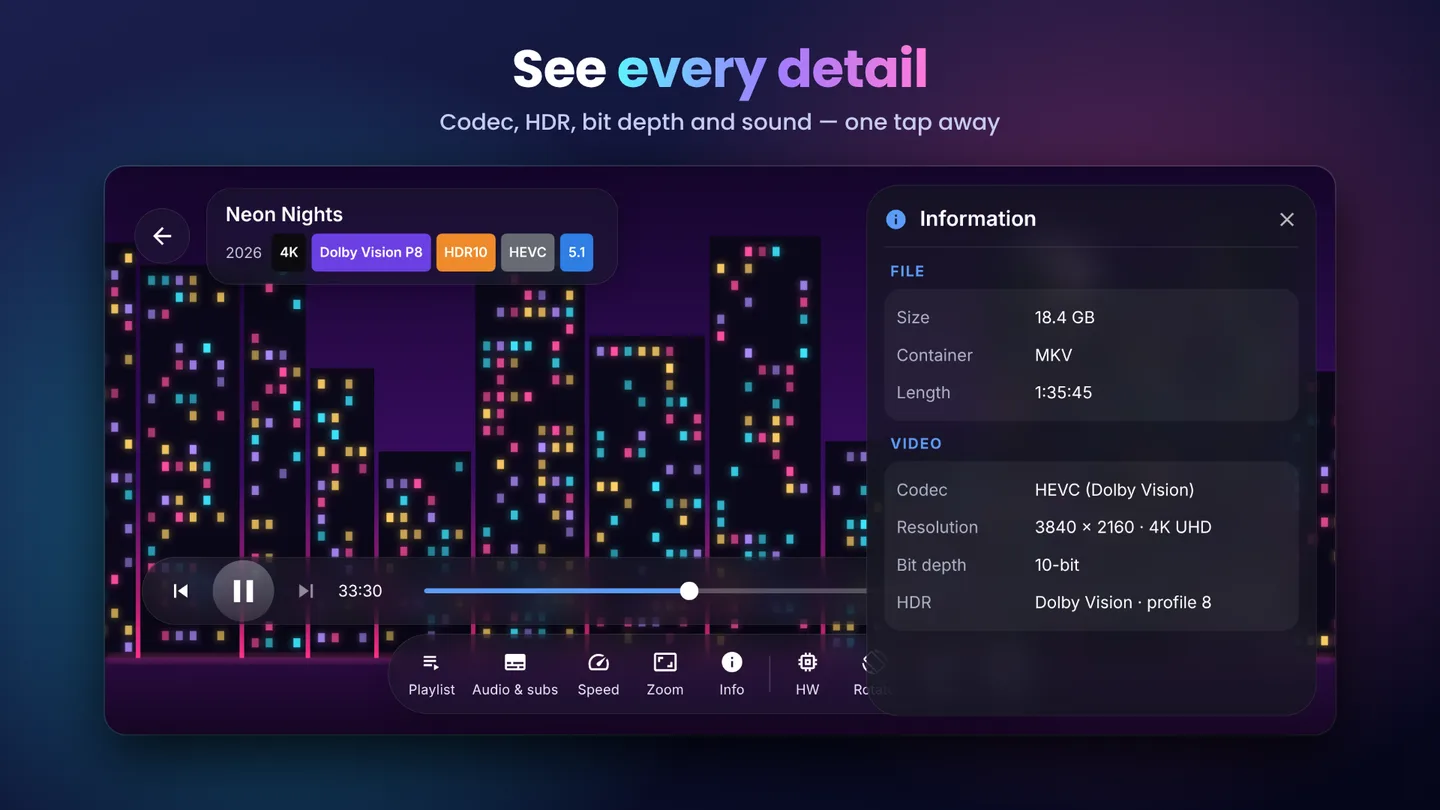 See every detail
Codec, HDR, bit depth and sound — one tap away
Neon Nights
2026 4K Dolby Vision P8 HDR10 HEVC 5.1
33:30
Playlist Audio & subs Speed Zoom Info HW
Information
FILE
Size 18.4 GB
Container MKV
Length 1:35:45
VIDEO
Codec HEVC (Dolby Vision)
Resolution 3840 × 2160 · 4K UHD
Bit depth 10-bit
HDR Dolby Vision · profile 8